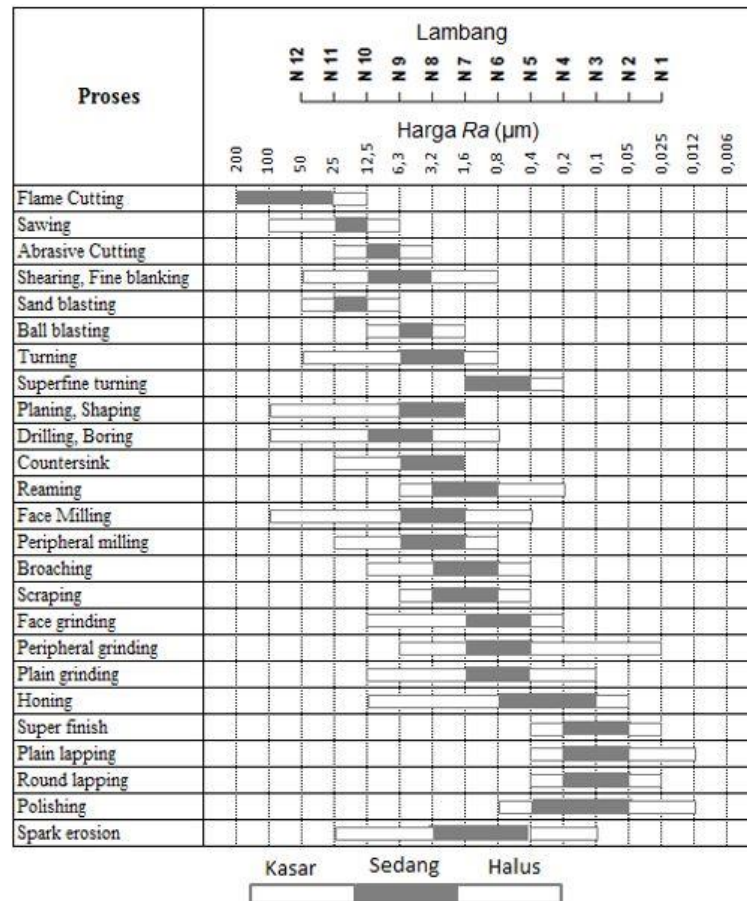 Proses
Lambang
N 12 N 11 N 10 N 9 N 8 N 7 N 6 N 5 N 4 N 3 N 2 N 1
Harga Ra (µm)
200 100 50 25 12,5 6,3 3,2 1,6 0,8 0,4 0,2 0,1 0,05 0,025 0,012 0,006
Flame Cutting
Sawing
Abrasive Cutting
Shearing, Fine blanking
Sand blasting
Ball blasting
Turning
Superfine turning
Planing, Shaping
Drilling, Boring
Countersink
Reaming
Face Milling
Peripheral milling
Broaching
Scraping
Face grinding
Peripheral grinding
Plain grinding
Honing
Super finish
Plain lapping
Round lapping
Polishing
Spark erosion
Kasar Sedang Halus